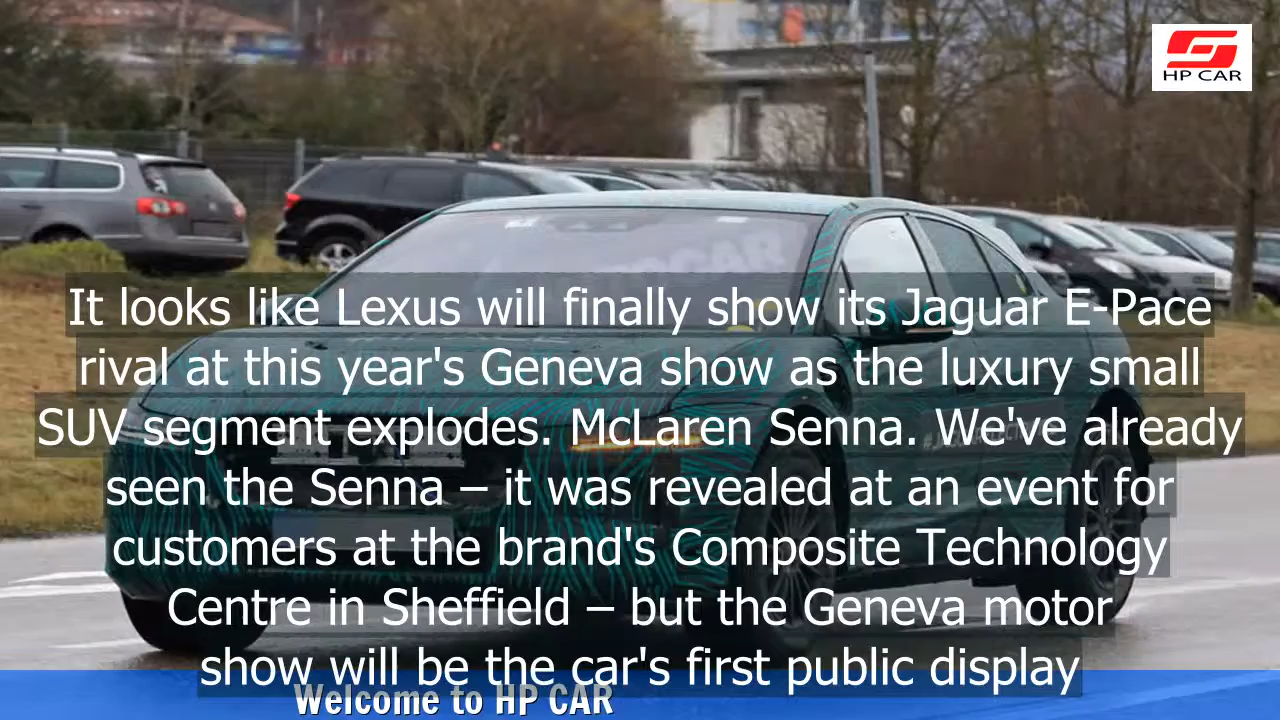 HP CAR
It looks like Lexus will finally show its Jaguar E-Pace
rival at this year's Geneva show as the luxury small
SUV segment explodes. McLaren Senna. We've already
seen the Senna – it was revealed at an event for
customers at the brand's Composite Technology
Centre in Sheffield – but the Geneva motor
show will be the car's first public display
Welcome to HP CAR